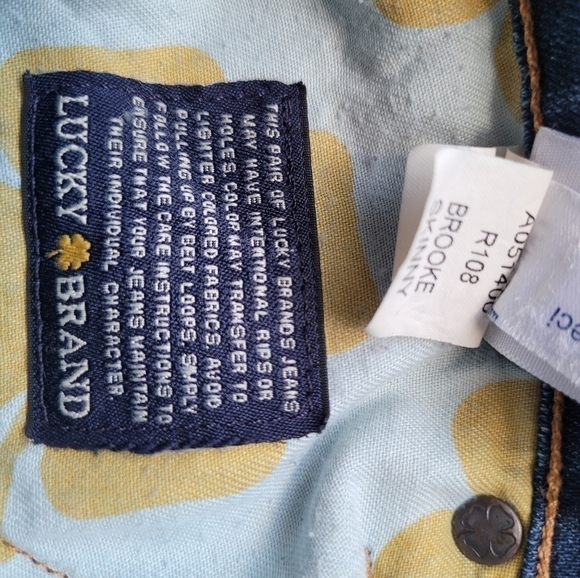 THIS PAIR OF LUCKY BRANDS JEANS
MAY HAVE INTENTIONAL RIPS OR
HOLES COLOR MAY TRANSFER TO
LIGHTER COLORED FABRICS AVOID
PULLING UP BY BELT LOOPS SIMPLY
FOLLOW THE CARE INSTRUCTIONS TO
ENSURE THAT YOUR JEANS MAINTAIN
THEIR INDIVIDUAL CHARACTER
LUCKY BRAND
R108
BROOKE
SKINNY